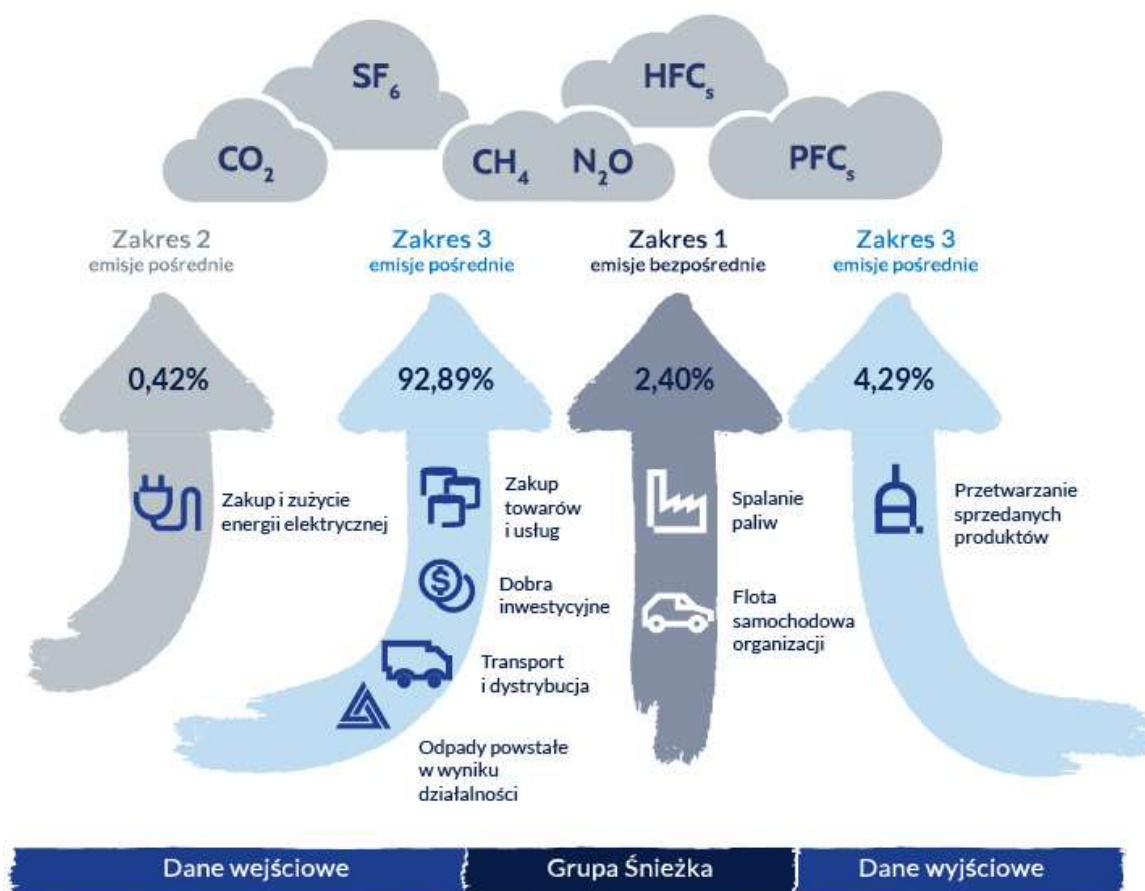 SF₆
HFCₛ
CO₂
CH₄
N₂O
PFCₛ
Zakres 2
emisje pośrednie
Zakres 3
emisje pośrednie
Zakres 1
emisje bezpośrednie
Zakres 3
emisje pośrednie
0,42%
92,89%
2,40%
4,29%
Zakup i zużycie
energii elektrycznej
Zakup
towarów
i usług
Dobra
inwestycyjne
Transport
i dystrybucja
Odpady powstałe
w wyniku
działalności
Spalanie
paliw
Flota
samochodowa
organizacji
Przetwarzanie
sprzedanych
produktów
Dane wejściowe
Grupa Śnieżka
Dane wyjściowe